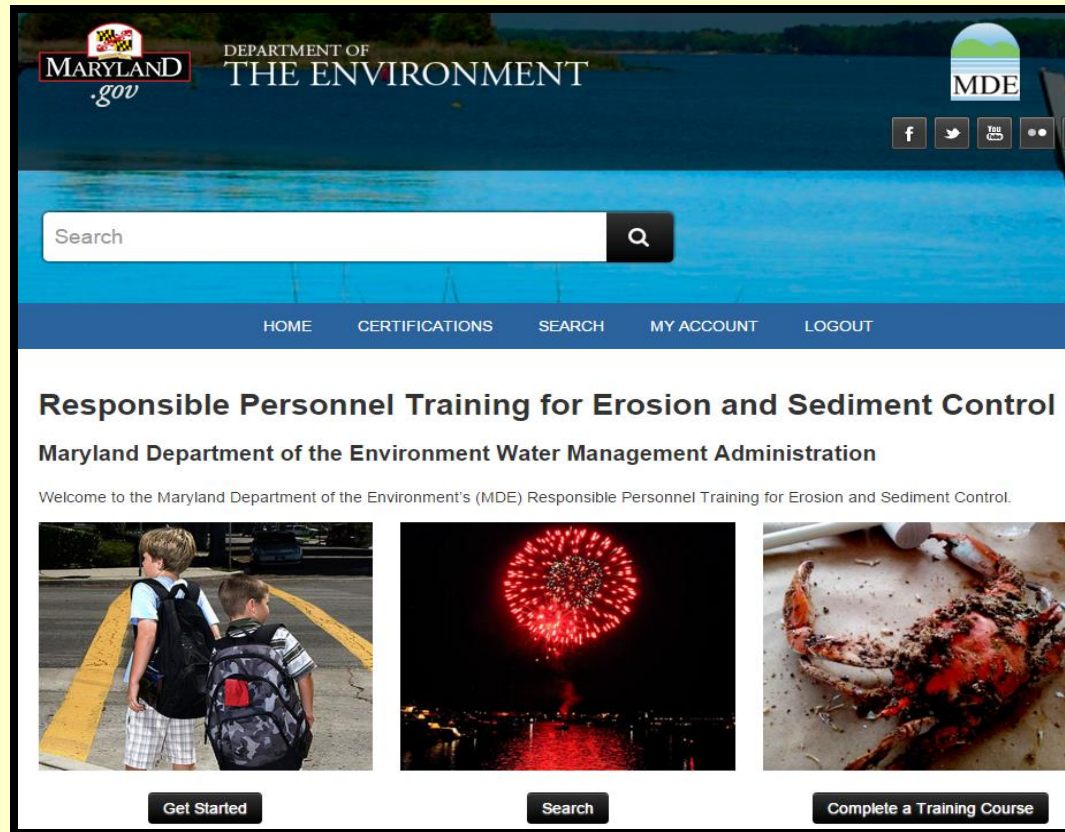 MARYLAND
.gov
DEPARTMENT OF
THE ENVIRONMENT
MDE
f
You
Tube
Search
HOME CERTIFICATIONS SEARCH MY ACCOUNT LOGOUT
Responsible Personnel Training for Erosion and Sediment Control
Maryland Department of the Environment Water Management Administration
Welcome to the Maryland Department of the Environment's (MDE) Responsible Personnel Training for Erosion and Sediment Control.
Get Started Search Complete a Training Course